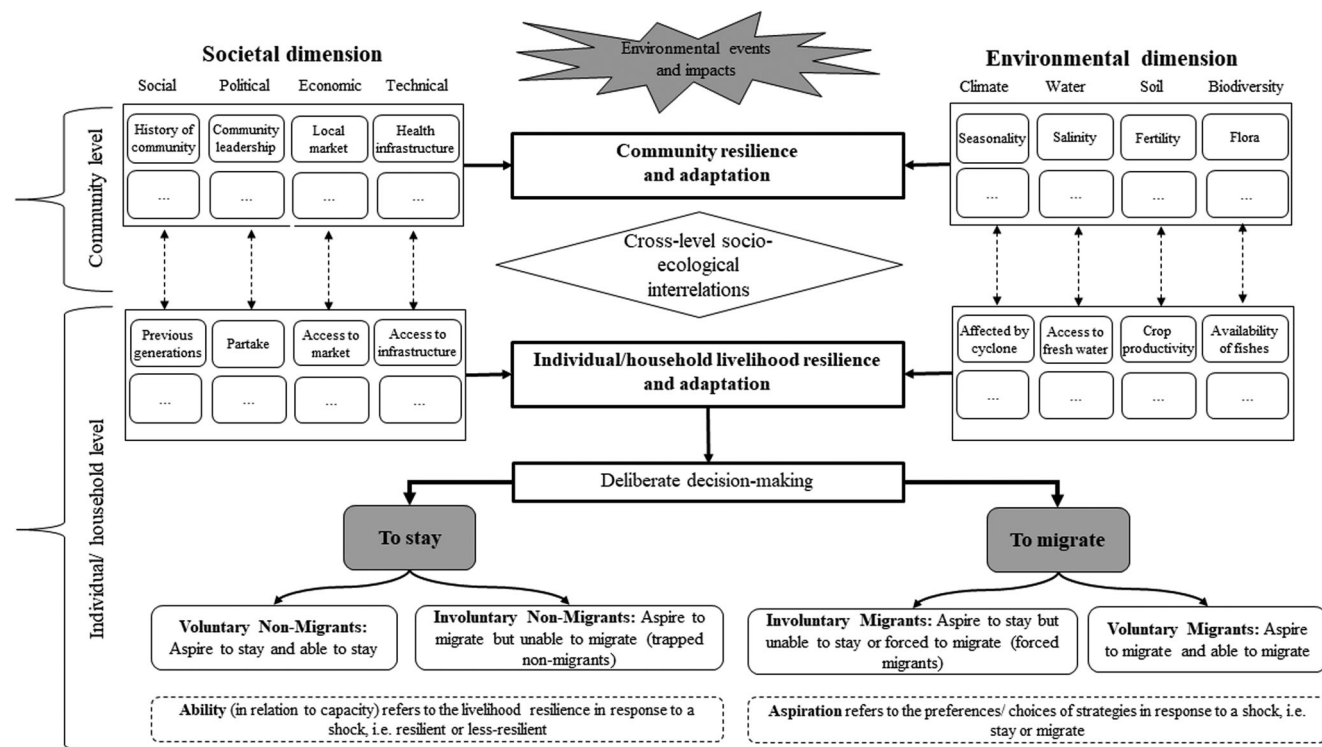 Environmental events
and impacts
Societal dimension
Environmental dimension
Social
Political
Economic
Technical
Climate
Water
Soil
Biodiversity
Community level
History of
community
Community
leadership
Local
market
Health
infrastructure
...
...
...
...
Community resilience
and adaptation
Seasonality
Salinity
Fertility
Flora
...
...
...
...
Cross-level socio-
ecological
interrelations
Individual/ household level
Previous
generations
Partake
Access to
market
Access to
infrastructure
...
...
...
...
Individual/household livelihood resilience
and adaptation
Affected by
cyclone
Access to
fresh water
Crop
productivity
Availability
of fishes
...
...
...
...
Deliberate decision-making
To stay
To migrate
Voluntary Non-Migrants:
Aspire to stay and able to stay
Involuntary Non-Migrants: Aspire to
migrate but unable to migrate (trapped
non-migrants)
Involuntary Migrants: Aspire to stay but
unable to stay or forced to migrate (forced
migrants)
Voluntary Migrants: Aspire
to migrate and able to migrate
Ability (in relation to capacity) refers to the livelihood resilience in response to a
shock, i.e. resilient or less-resilient
Aspiration refers to the preferences/ choices of strategies in response to a shock, i.e.
stay or migrate